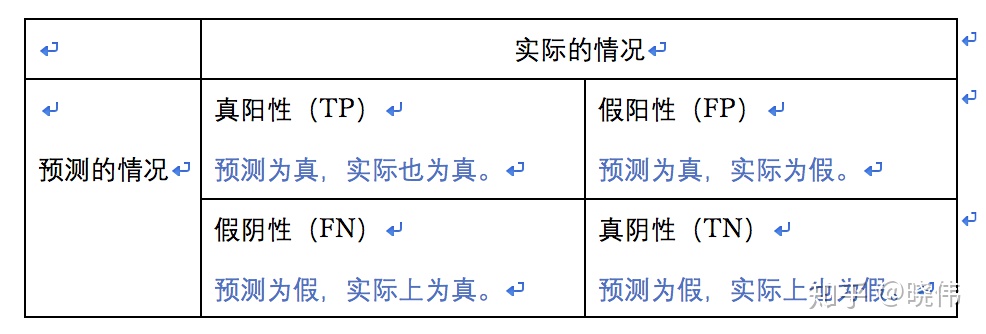 实际的情况
真阳性（TP）
假阳性（FP）
预测的情况
预测为真，实际也为真。
预测为真，实际为假。
假阴性（FN）
真阴性（TN）
预测为假，实际上为真。
预测为假，实际上也为假。
知乎 @晓伟